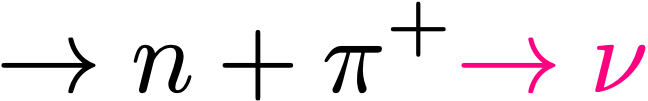 → n + π⁺ → ν